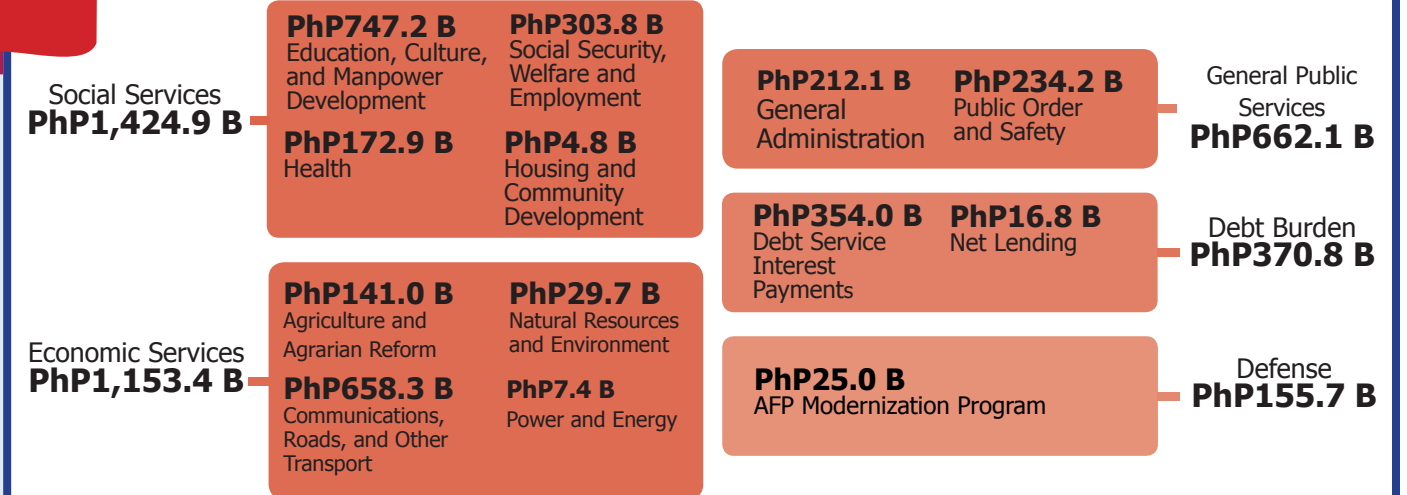 Social Services
PhP1,424.9 B
PhP747.2 B
Education, Culture,
and Manpower
Development
PhP303.8 B
Social Security,
Welfare and
Employment
PhP172.9 B
Health
PhP4.8 B
Housing and
Community
Development
Economic Services
PhP1,153.4 B
PhP141.0 B
Agriculture and
Agrarian Reform
PhP29.7 B
Natural Resources
and Environment
PhP658.3 B
Communications,
Roads, and Other
Transport
PhP7.4 B
Power and Energy
PhP212.1 B
General
Administration
PhP234.2 B
Public Order
and Safety
General Public
Services
PhP662.1 B
PhP354.0 B
Debt Service
Interest
Payments
PhP16.8 B
Net Lending
Debt Burden
PhP370.8 B
PhP25.0 B
AFP Modernization Program
Defense
PhP155.7 B